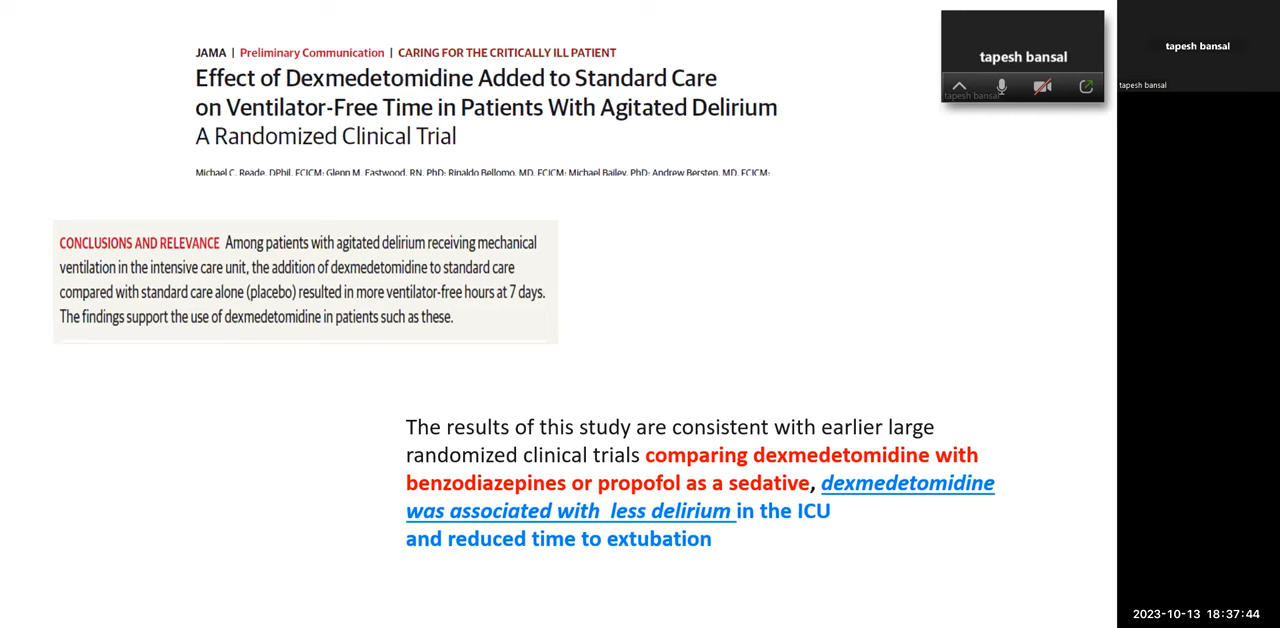 JAMA | Preliminary Communication | CARING FOR THE CRITICALLY ILL PATIENT
Effect of Dexmedetomidine Added to Standard Care
on Ventilator-Free Time in Patients With Agitated Delirium
A Randomized Clinical Trial
Michael C. Reade, DPhil, FCICM; Glenn M. Eastwood, RN, PhD; Rinaldo Bellomo, MD, FCICM; Michael Bailey, PhD; Andrew Bersten, MD, FCICM;
CONCLUSIONS AND RELEVANCE Among patients with agitated delirium receiving mechanical
ventilation in the intensive care unit, the addition of dexmedetomidine to standard care
compared with standard care alone (placebo) resulted in more ventilator-free hours at 7 days.
The findings support the use of dexmedetomidine in patients such as these.
The results of this study are consistent with earlier large
randomized clinical trials comparing dexmedetomidine with
benzodiazepines or propofol as a sedative, dexmedetomidine
was associated with less delirium in the ICU
and reduced time to extubation
tapesh bansal
tapesh bansal
tapesh bansal
tapesh bansal
2023-10-13 18:37:44